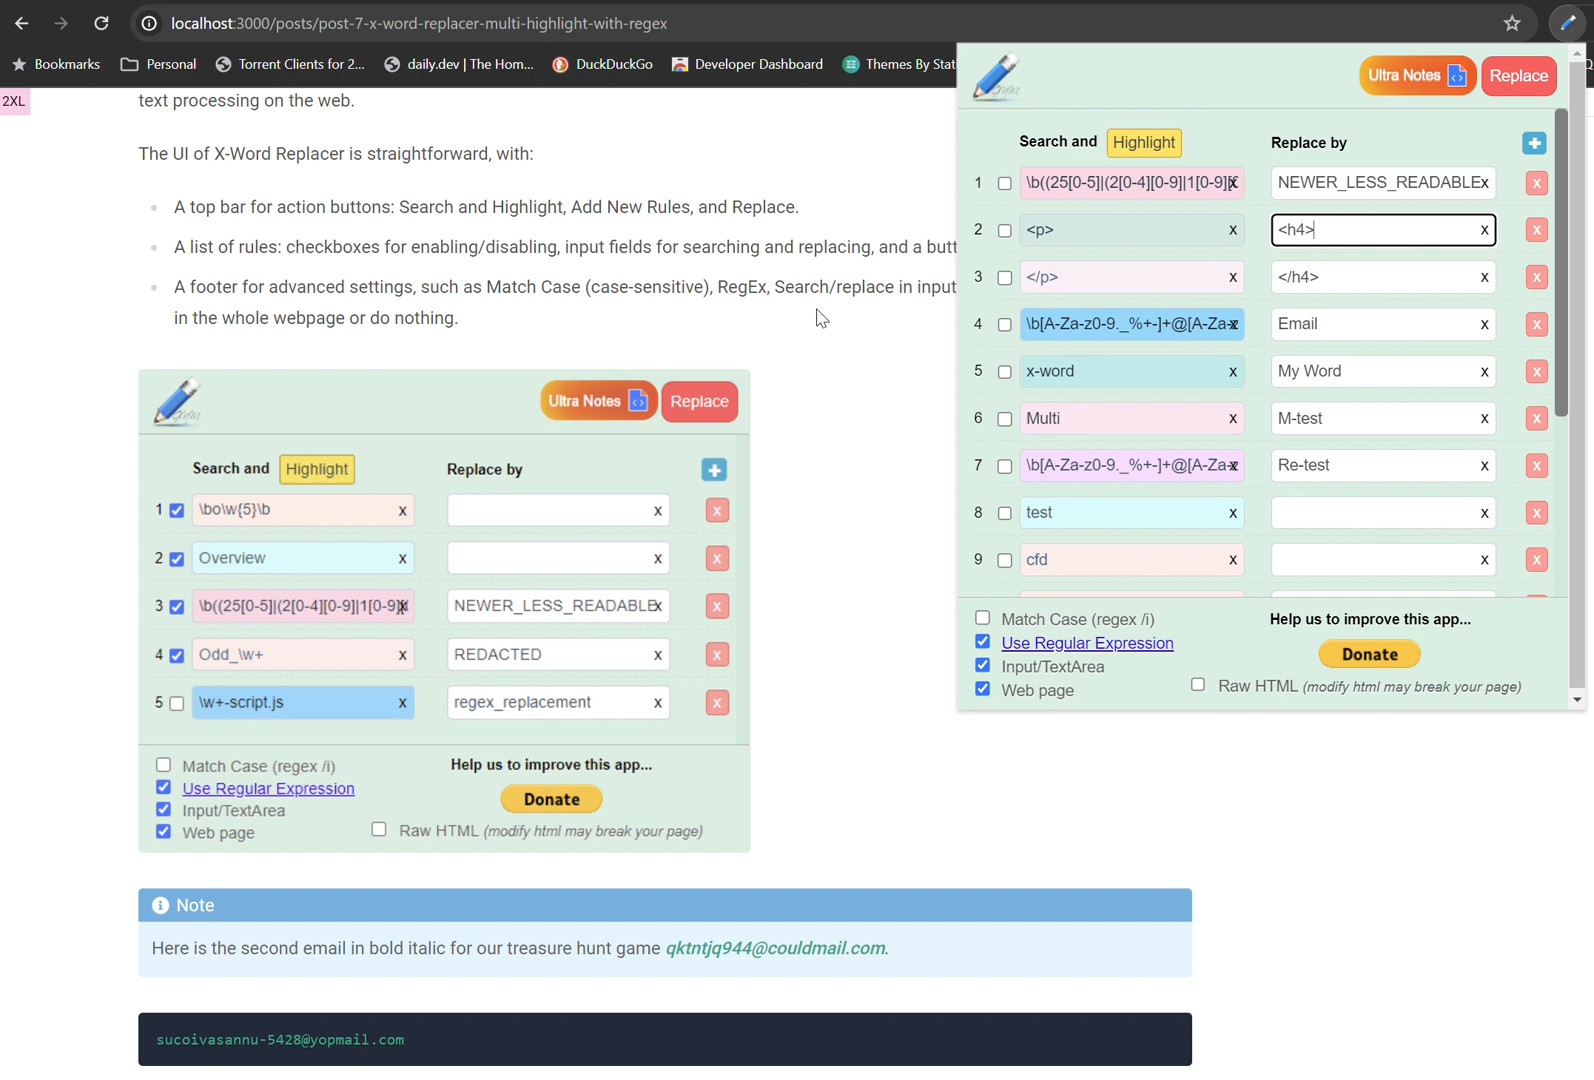 localhost:3000/posts/post-7-x-word-replacer-multi-highlight-with-regex
Bookmarks Personal Torrent Clients for 2... daily.dev | The Hom... DuckDuckGo Developer Dashboard Themes By Stati
2XL
text processing on the web.
The UI of X-Word Replacer is straightforward, with:
A top bar for action buttons: Search and Highlight, Add New Rules, and Replace.
A list of rules: checkboxes for enabling/disabling, input fields for searching and replacing, and a butt
A footer for advanced settings, such as Match Case (case-sensitive), RegEx, Search/replace in input
in the whole webpage or do nothing.
Ultra Notes Replace
Search and Highlight Replace by
1 \bo\w{5}\b x x x
2 Overview x x x
3 \b((25[0-5]|(2[0-4][0-9]|1[0-9] x NEWER_LESS_READABLE x x
4 Odd_\w+ x REDACTED x x
5 \w+-script.js x regex_replacement x x
Match Case (regex /i) Help us to improve this app...
Use Regular Expression
Input/TextArea Donate
Web page Raw HTML (modify html may break your page)
Note
Here is the second email in bold italic for our treasure hunt game qktntjq944@couldmail.com.
sucoivasannu-5428@yopmail.com
Ultra Notes Replace
Search and Highlight Replace by
1 \b((25[0-5]|(2[0-4][0-9]|1[0-9] x NEWER_LESS_READABLE x x
2 <p> x <h4> x x
3 </p> x </h4> x x
4 \b[A-Za-z0-9._%+-]+@[A-Za-z x Email x x
5 x-word x My Word x x
6 Multi x M-test x x
7 \b[A-Za-z0-9._%+-]+@[A-Za-z x Re-test x x
8 test x x x
9 cfd x x x
Match Case (regex /i) Help us to improve this app...
Use Regular Expression
Input/TextArea Donate
Web page Raw HTML (modify html may break your page)